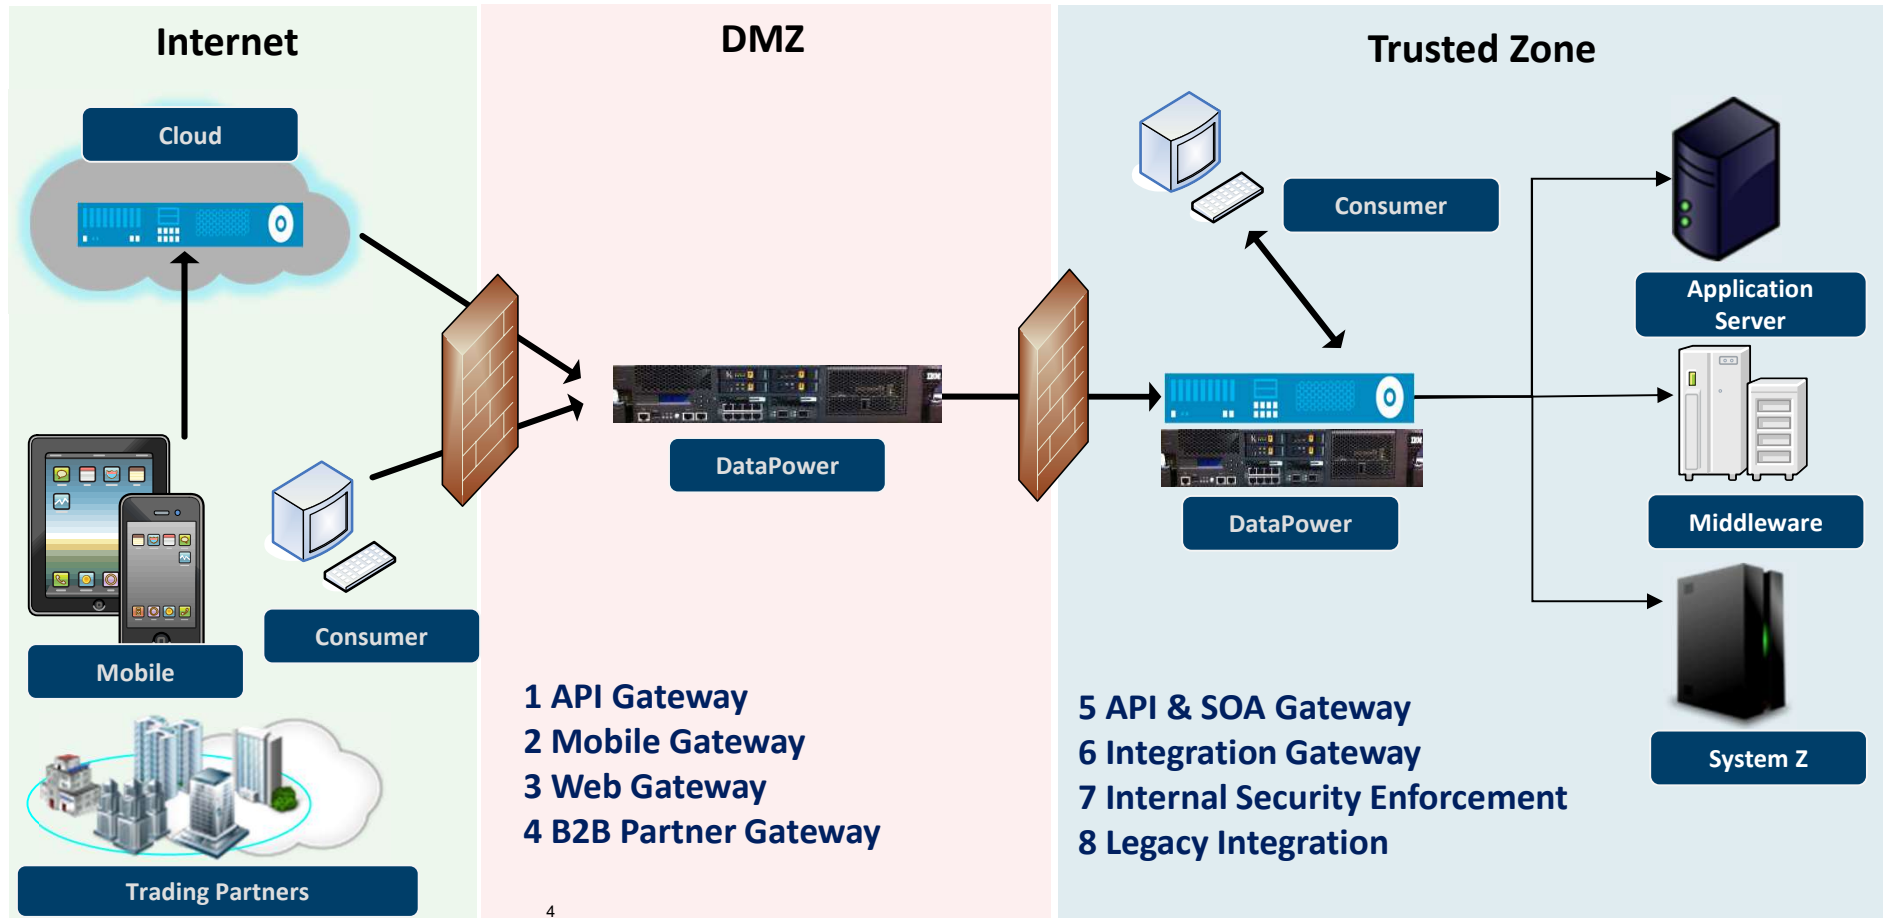 Internet
DMZ
Trusted Zone
Cloud
Consumer
Application
Server
IBM
DataPower
DataPower
Middleware
Consumer
Mobile
System Z
1 API Gateway
2 Mobile Gateway
3 Web Gateway
4 B2B Partner Gateway
5 API & SOA Gateway
6 Integration Gateway
7 Internal Security Enforcement
8 Legacy Integration
Trading Partners
4